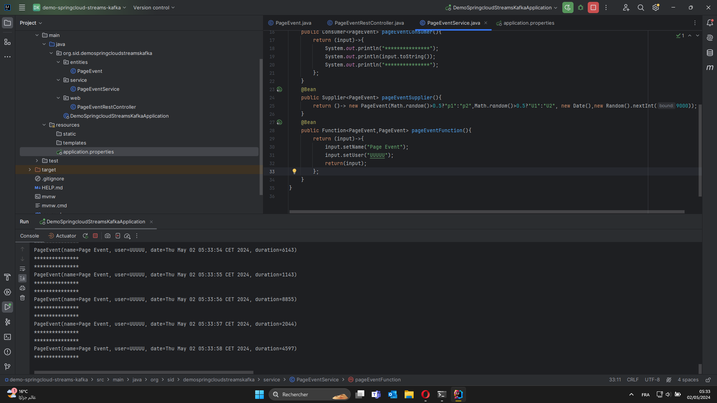 demo-springcloud-streams-kafka
Version control
DemoSpringcloudStreamsKafkaApplication
Project
main
java
org.sid.demospringcloudstreamskafka
entities
PageEvent
service
PageEventService
web
PageEventRestController
DemoSpringcloudStreamsKafkaApplication
resources
static
templates
application.properties
test
target
.gitignore
HELP.md
mvnw
mvnw.cmd
PageEvent.java
PageEventRestController.java
PageEventService.java
application.properties
public Consumer<PageEvent> pageEventConsumer(){
return (input)->{
System.out.println("***************");
System.out.println(input.toString());
System.out.println("***************");
};
}
@Bean
public Supplier<PageEvent> pageEventSupplier(){
return ()-> new PageEvent(Math.random()>0.5?"p1":"p2",Math.random()>0.5?"U1":"U2", new Date(),new Random().nextInt( bound: 9000));
}
@Bean
public Function<PageEvent,PageEvent> pageEventFunction(){
return (input)->{
input.setName("Page Event");
input.setUser("UUUUU");
return(input);
};
}
}
Run
DemoSpringcloudStreamsKafkaApplication
Console
Actuator
PageEvent(name=Page Event, user=UUUUU, date=Thu May 02 05:33:54 CET 2024, duration=6143)
***************
***************
PageEvent(name=Page Event, user=UUUUU, date=Thu May 02 05:33:55 CET 2024, duration=1143)
***************
***************
PageEvent(name=Page Event, user=UUUUU, date=Thu May 02 05:33:56 CET 2024, duration=8855)
***************
***************
PageEvent(name=Page Event, user=UUUUU, date=Thu May 02 05:33:57 CET 2024, duration=2044)
***************
***************
PageEvent(name=Page Event, user=UUUUU, date=Thu May 02 05:33:58 CET 2024, duration=4597)
***************
demo-springcloud-streams-kafka > src > main > java > org > sid > demospringcloudstreamskafka > service > PageEventService > pageEventFunction
33:11 CRLF UTF-8 4 spaces
16°C
غائم جزئيا
Rechercher
FRA
05:33
02/05/2024